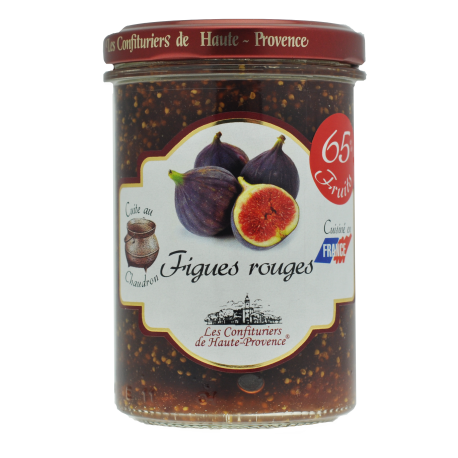 Les Confituriers de Haute-Provence
65%
Fruits
Cuite au
Chaudron
Cuisiné en
FRANCE
Figues rouges
Les Confituriers
de Haute-Provence®